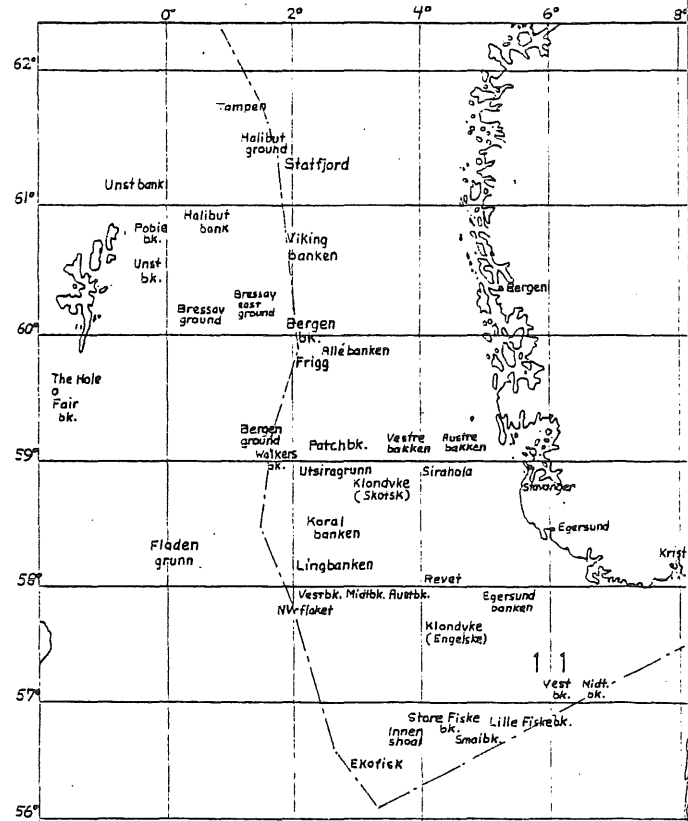 0° 2° 4° 6° 8°
62°
Tampen
Halibut
ground
Statfjord
Unst bank
61°
Halibut
bank
Pobie
bk.
Viking
banken
Unst
bk.
Bergen
Bressay
east
ground
Bressay
ground
Bergen
bk.
60°
Allé banken
Frigg
The Hole
Fair
bk.
Bergen
ground
Walkers
bk.
Patchbk.
Vestre
bakken
Austre
bakken
59°
Utsiragrunn
Sirahola
Klondyke
(Skotsk)
Stavanger
Koral
banken
Egersund
Fladen
grunn
Lingbanken
Krist
Revet
58°
Vestbk. Midtbk. Austbk.
Egersund
banken
Klondyke
(Engelske)
11
Vest
bk.
Midt.
bk.
57°
Store Fiske
bk.
Lille Fiskebk.
Inner
shoal
Smalbk.
Ekofisk
56°